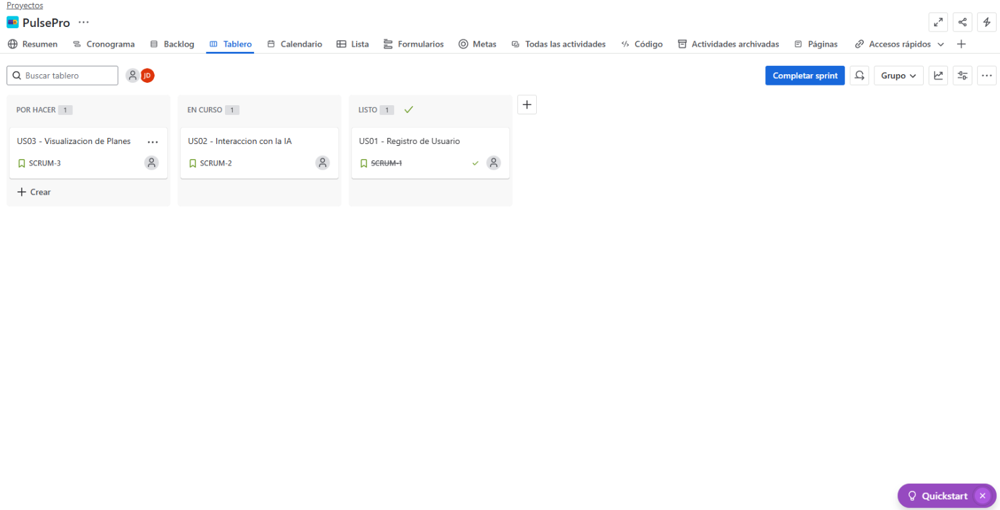 Proyectos
PulsePro
Resumen Cronograma Backlog Tablero Calendario Lista Formularios Metas Todas las actividades Código Actividades archivadas Páginas Accesos rápidos
Buscar tablero JD Completar sprint Grupo
POR HACER 1
US03 - Visualizacion de Planes
SCRUM-3
Crear
EN CURSO 1
US02 - Interaccion con la IA
SCRUM-2
LISTO 1
US01 - Registro de Usuario
SCRUM-1
Quickstart